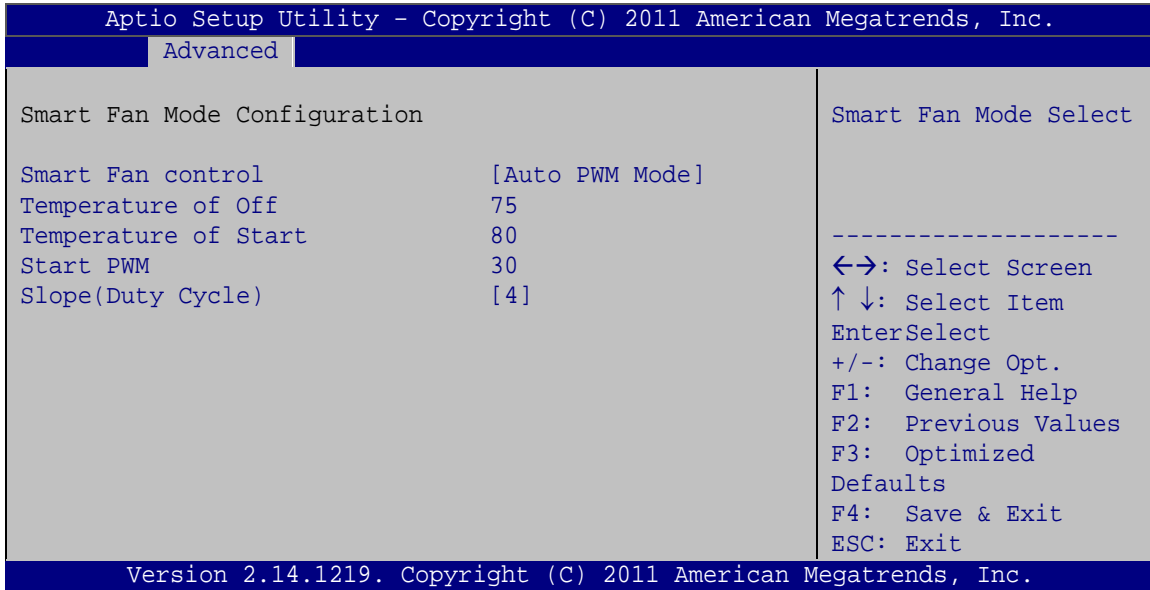 Aptio Setup Utility – Copyright (C) 2011 American Megatrends, Inc.
Advanced
Smart Fan Mode Configuration
Smart Fan control [Auto PWM Mode]
Temperature of Off 75
Temperature of Start 80
Start PWM 30
Slope(Duty Cycle) [4]
Smart Fan Mode Select
--------------------
←→: Select Screen
↑ ↓: Select Item
EnterSelect
+/-: Change Opt.
F1: General Help
F2: Previous Values
F3: Optimized
Defaults
F4: Save & Exit
ESC: Exit
Version 2.14.1219. Copyright (C) 2011 American Megatrends, Inc.